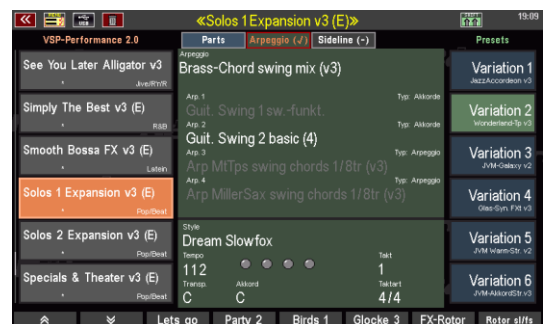 «Solos 1 Expansion v3 (E)»
19:09
VSP-Performance 2.0
Parts
Arpeggio (√)
Sideline (-)
Presets
See You Later Alligator v3
Jive/R'n'R
Simply The Best v3 (E)
R&B
Smooth Bossa FX v3 (E)
Latein
Solos 1 Expansion v3 (E)
Pop/Beat
Solos 2 Expansion v3 (E)
Pop/Beat
Specials & Theater v3 (E)
Pop/Beat
Arpeggio
Brass-Chord swing mix (v3)
Arp. 1
Typ: Akkorde
Guit. Swing 1 sw.-funkt.
Arp. 2
Typ: Akkorde
Guit. Swing 2 basic (4)
Arp. 3
Typ: Arpeggio
Arp MtTps swing chords 1/8tr (v3)
Arp. 4
Typ: Arpeggio
Arp MillerSax swing chords 1/8tr (v3)
Style
Dream Slowfox
Tempo
Takt
112
1
Transp.
Akkord
Taktart
C
C
4/4
Variation 1
JazzAccordeon v3
Variation 2
Wonderland-Tp v3
Variation 3
JVM-Galaxy v2
Variation 4
Glas-Syn. FXt v3
Variation 5
JVM Warm-Str. v2
Variation 6
JVM-AkkordStr.v3
Lets go
Party 2
Birds 1
Glocke 3
FX-Rotor
Rotor sl/fs